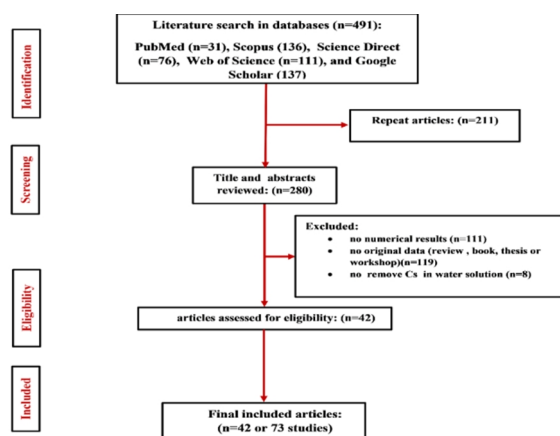 Literature search in databases (n=491)
PubMed (n=31), Scopus (136), Science Direct
(n=76), Web of Science (n=111), and Google
Scholar (137)
Identification
Repeat articles: (n=211)
Screening
Title and abstracts
reviewed: (n=280)
Excluded:
• no numerical results (n=111)
• no original data (review , book, thesis or
workshop)(n=119)
• no remove Cs in water solution (n=8)
Eligibility
articles assessed for eligibility: (n=42)
Included
Final included articles:
(n=42 or 73 studies)